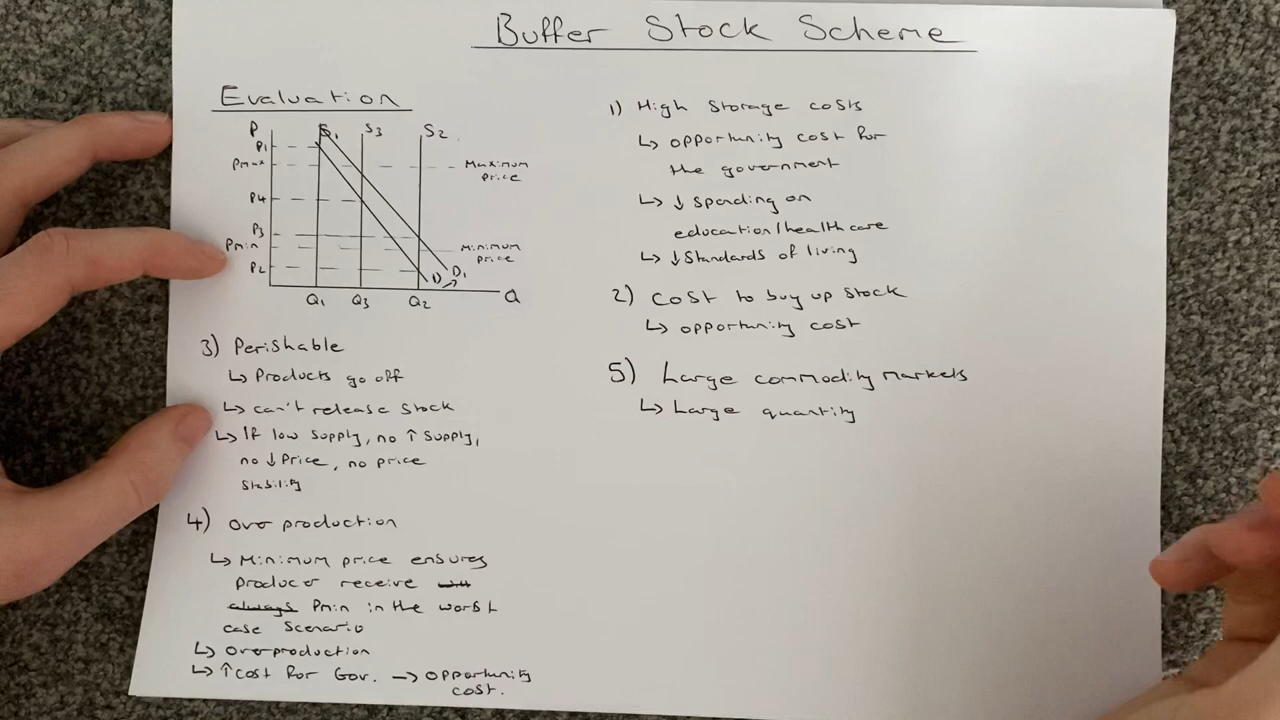 Buffer Stock Scheme
Evaluation
P
P1
Pmax
P4
P3
Pmin
P2
S1
S3
S2
Maximum
Price
Minimum
Price
D
D1
Q1
Q3
Q2
Q
1) High Storage costs
↳ opportunity cost for
the government
↳ ↓ spending on
education/healthcare
↳ ↓ Standards of living
2) Cost to buy up stock
↳ opportunity cost
3) Perishable
↳ Products go off
↳ can't release stock
↳ If low supply, no ↑ supply,
no ↓ Price, no price
stability
4) Over production
↳ Minimum price ensures
producer receive
always Pmin in the worst
case scenario
↳ overproduction
↳ ↑ cost for Gov. → opportunity
cost.
5) Large commodity markets
↳ Large quantity